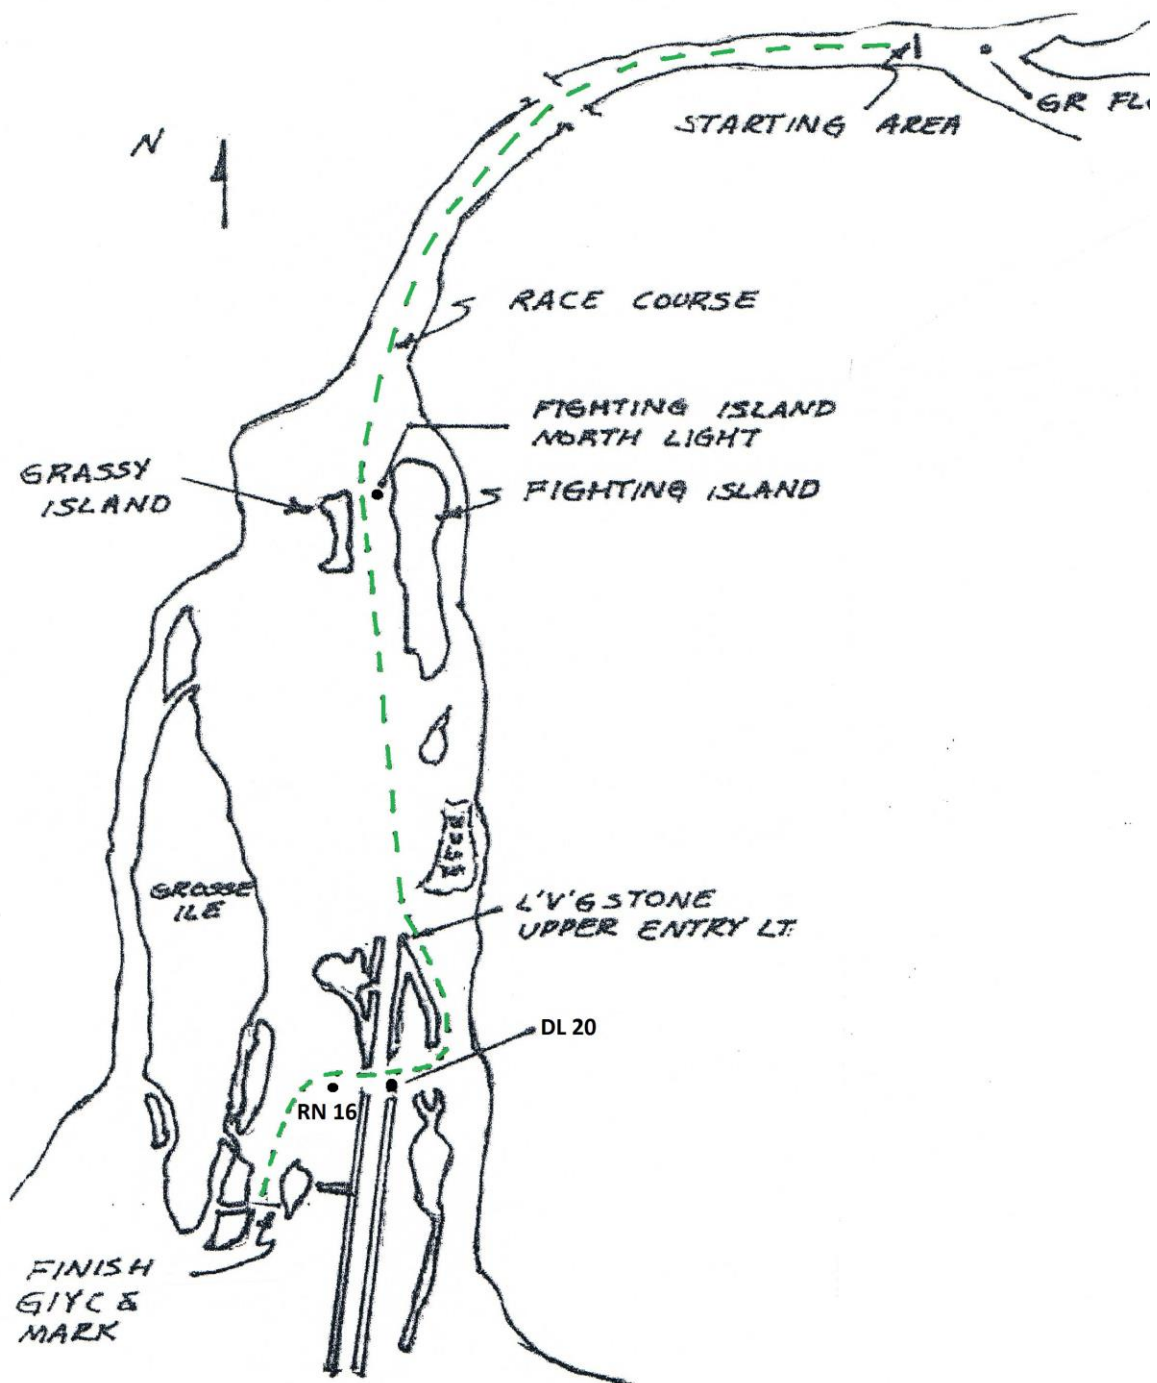 N
STARTING AREA
GR FL
RACE COURSE
FIGHTING ISLAND
NORTH LIGHT
GRASSY
ISLAND
FIGHTING ISLAND
GROSSE
ILE
L'V'GSTONE
UPPER ENTRY LT.
DL 20
RN 16
FINISH
GIYC &
MARK